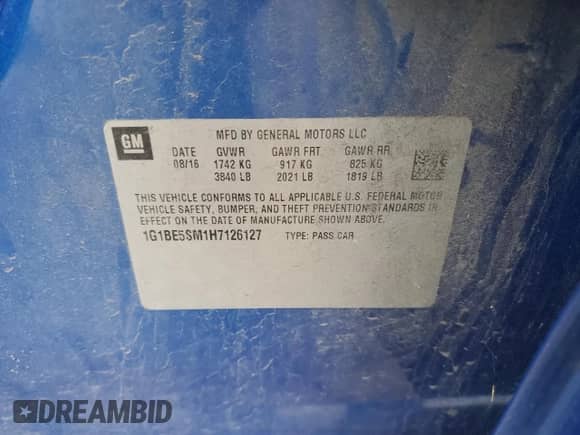 GM
MFD BY GENERAL MOTORS LLC
DATE GVWR GAWR FRT GAWR RR
08/16 1742 KG 917 KG 825 KG
3840 LB 2021 LB 1819 LB
THIS VEHICLE CONFORMS TO ALL APPLICABLE U.S. FEDERAL MOTOR
VEHICLE SAFETY, BUMPER, AND THEFT PREVENTION STANDARDS IN
EFFECT ON THE DATE OF MANUFACTURE SHOWN ABOVE.
1G1BE5SM1H7126127 TYPE: PASS CAR
DREAMBID